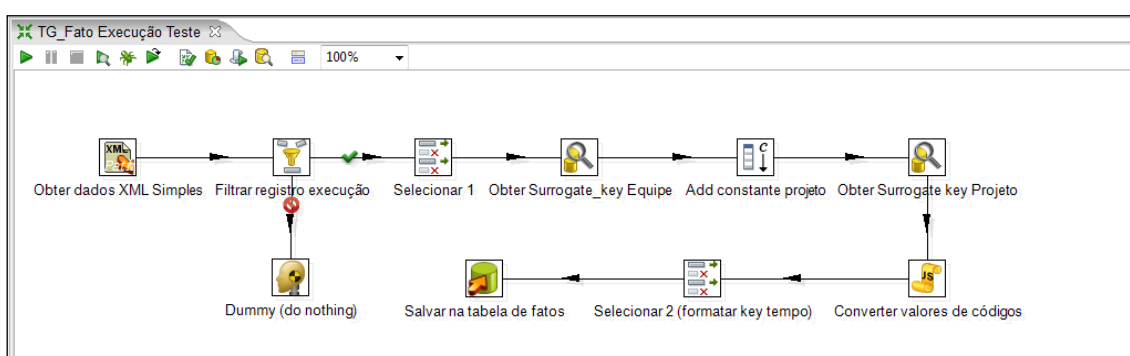 TG_Fato Execução Teste
100%
XML
C
Obter dados XML Simples Filtrar registro execução Selecionar 1 Obter Surrogate_key Equipe Add constante projeto Obter Surrogate key Projeto
JS
Dummy (do nothing) Salvar na tabela de fatos Selecionar 2 (formatar key tempo) Converter valores de códigos